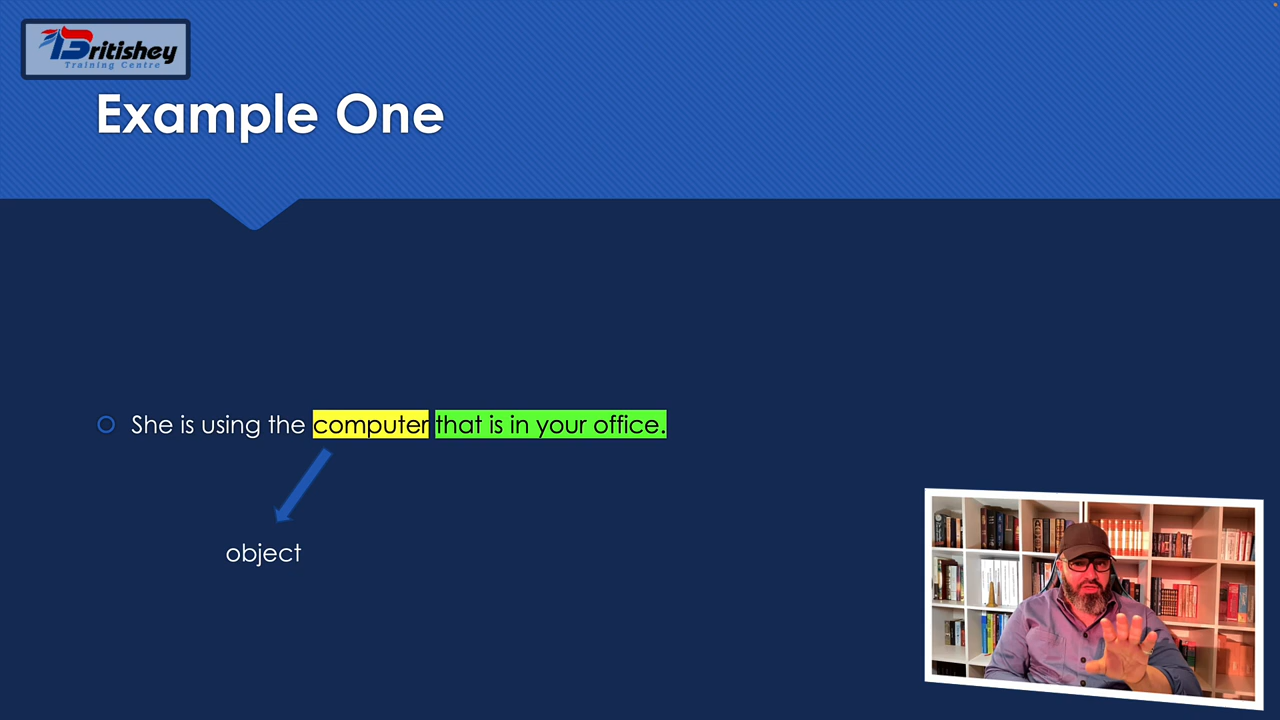 Britishey
Training Centre
Example One
She is using the computer that is in your office.
object